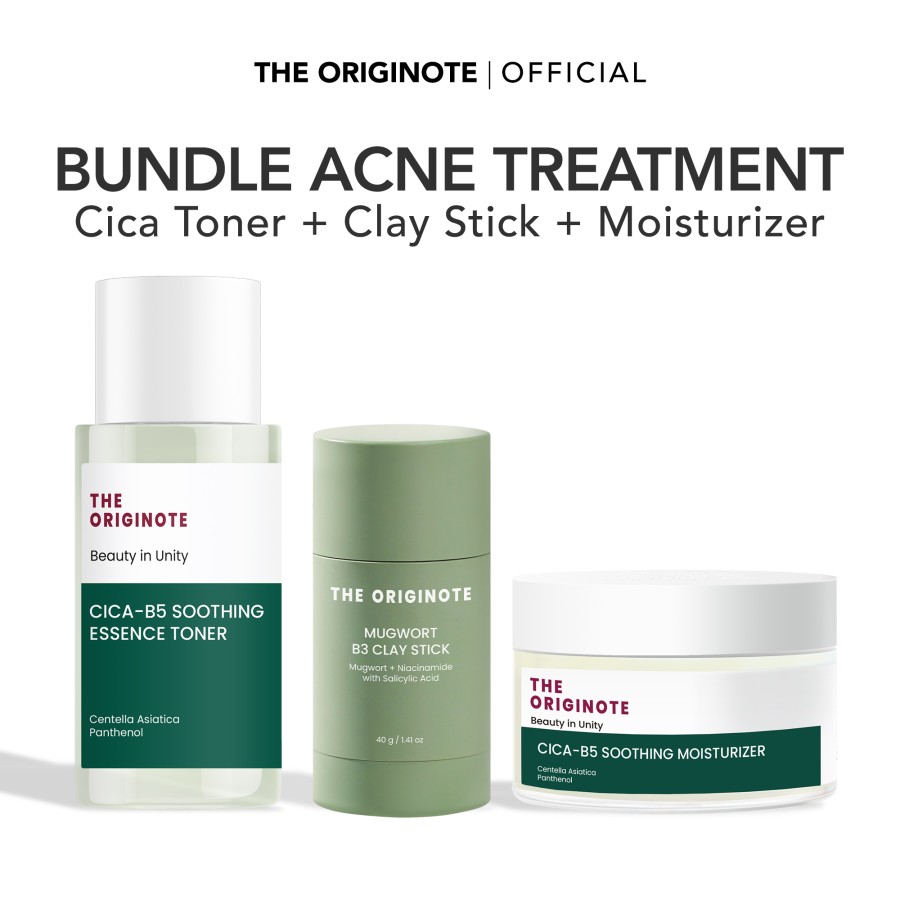 THE ORIGINOTE | OFFICIAL
BUNDLE ACNE TREATMENT
Cica Toner + Clay Stick + Moisturizer
THE
ORIGINOTE
Beauty in Unity
CICA-B5 SOOTHING
ESSENCE TONER
Centella Asiatica
Panthenol
THE ORIGINOTE
MUGWORT
B3 CLAY STICK
Mugwort + Niacinamide
with Salicylic Acid
40 g / 1.41 oz
THE
ORIGINOTE
Beauty in Unity
CICA-B5 SOOTHING MOISTURIZER
Centella Asiatica
Panthenol